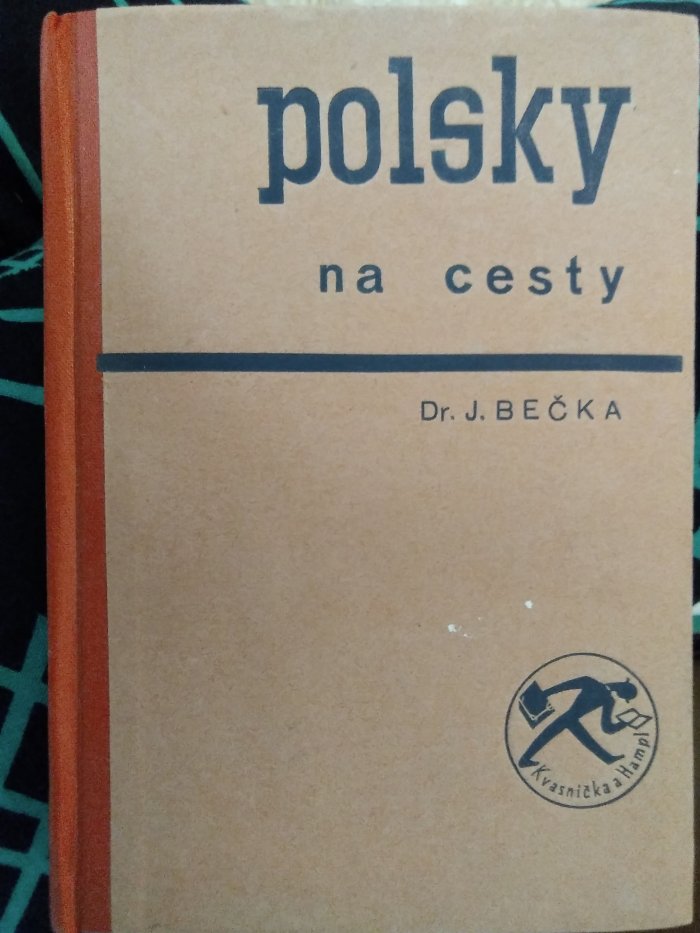 polsky
na cesty
Dr. J. BEČKA
Kvasnička a Hampl